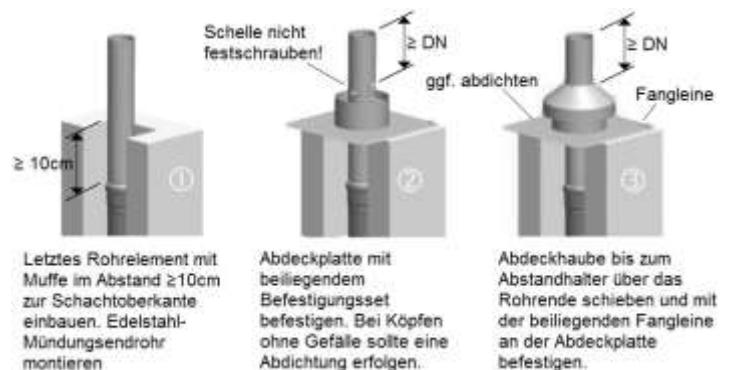 Schelle nicht
festschrauben!
≥ DN
≥ DN
ggf. abdichten
Fangleine
≥ 10cm
①
②
③
Letztes Rohrelement mit
Muffe im Abstand ≥10cm
zur Schachtoberkante
einbauen. Edelstahl-
Mündungsendrohr
montieren
Abdeckplatte mit
beiliegendem
Befestigungsset
befestigen. Bei Köpfen
ohne Gefälle sollte eine
Abdichtung erfolgen.
Abdeckhaube bis zum
Abstandhalter über das
Rohrende schieben und mit
der beiliegenden Fangleine
an der Abdeckplatte
befestigen.